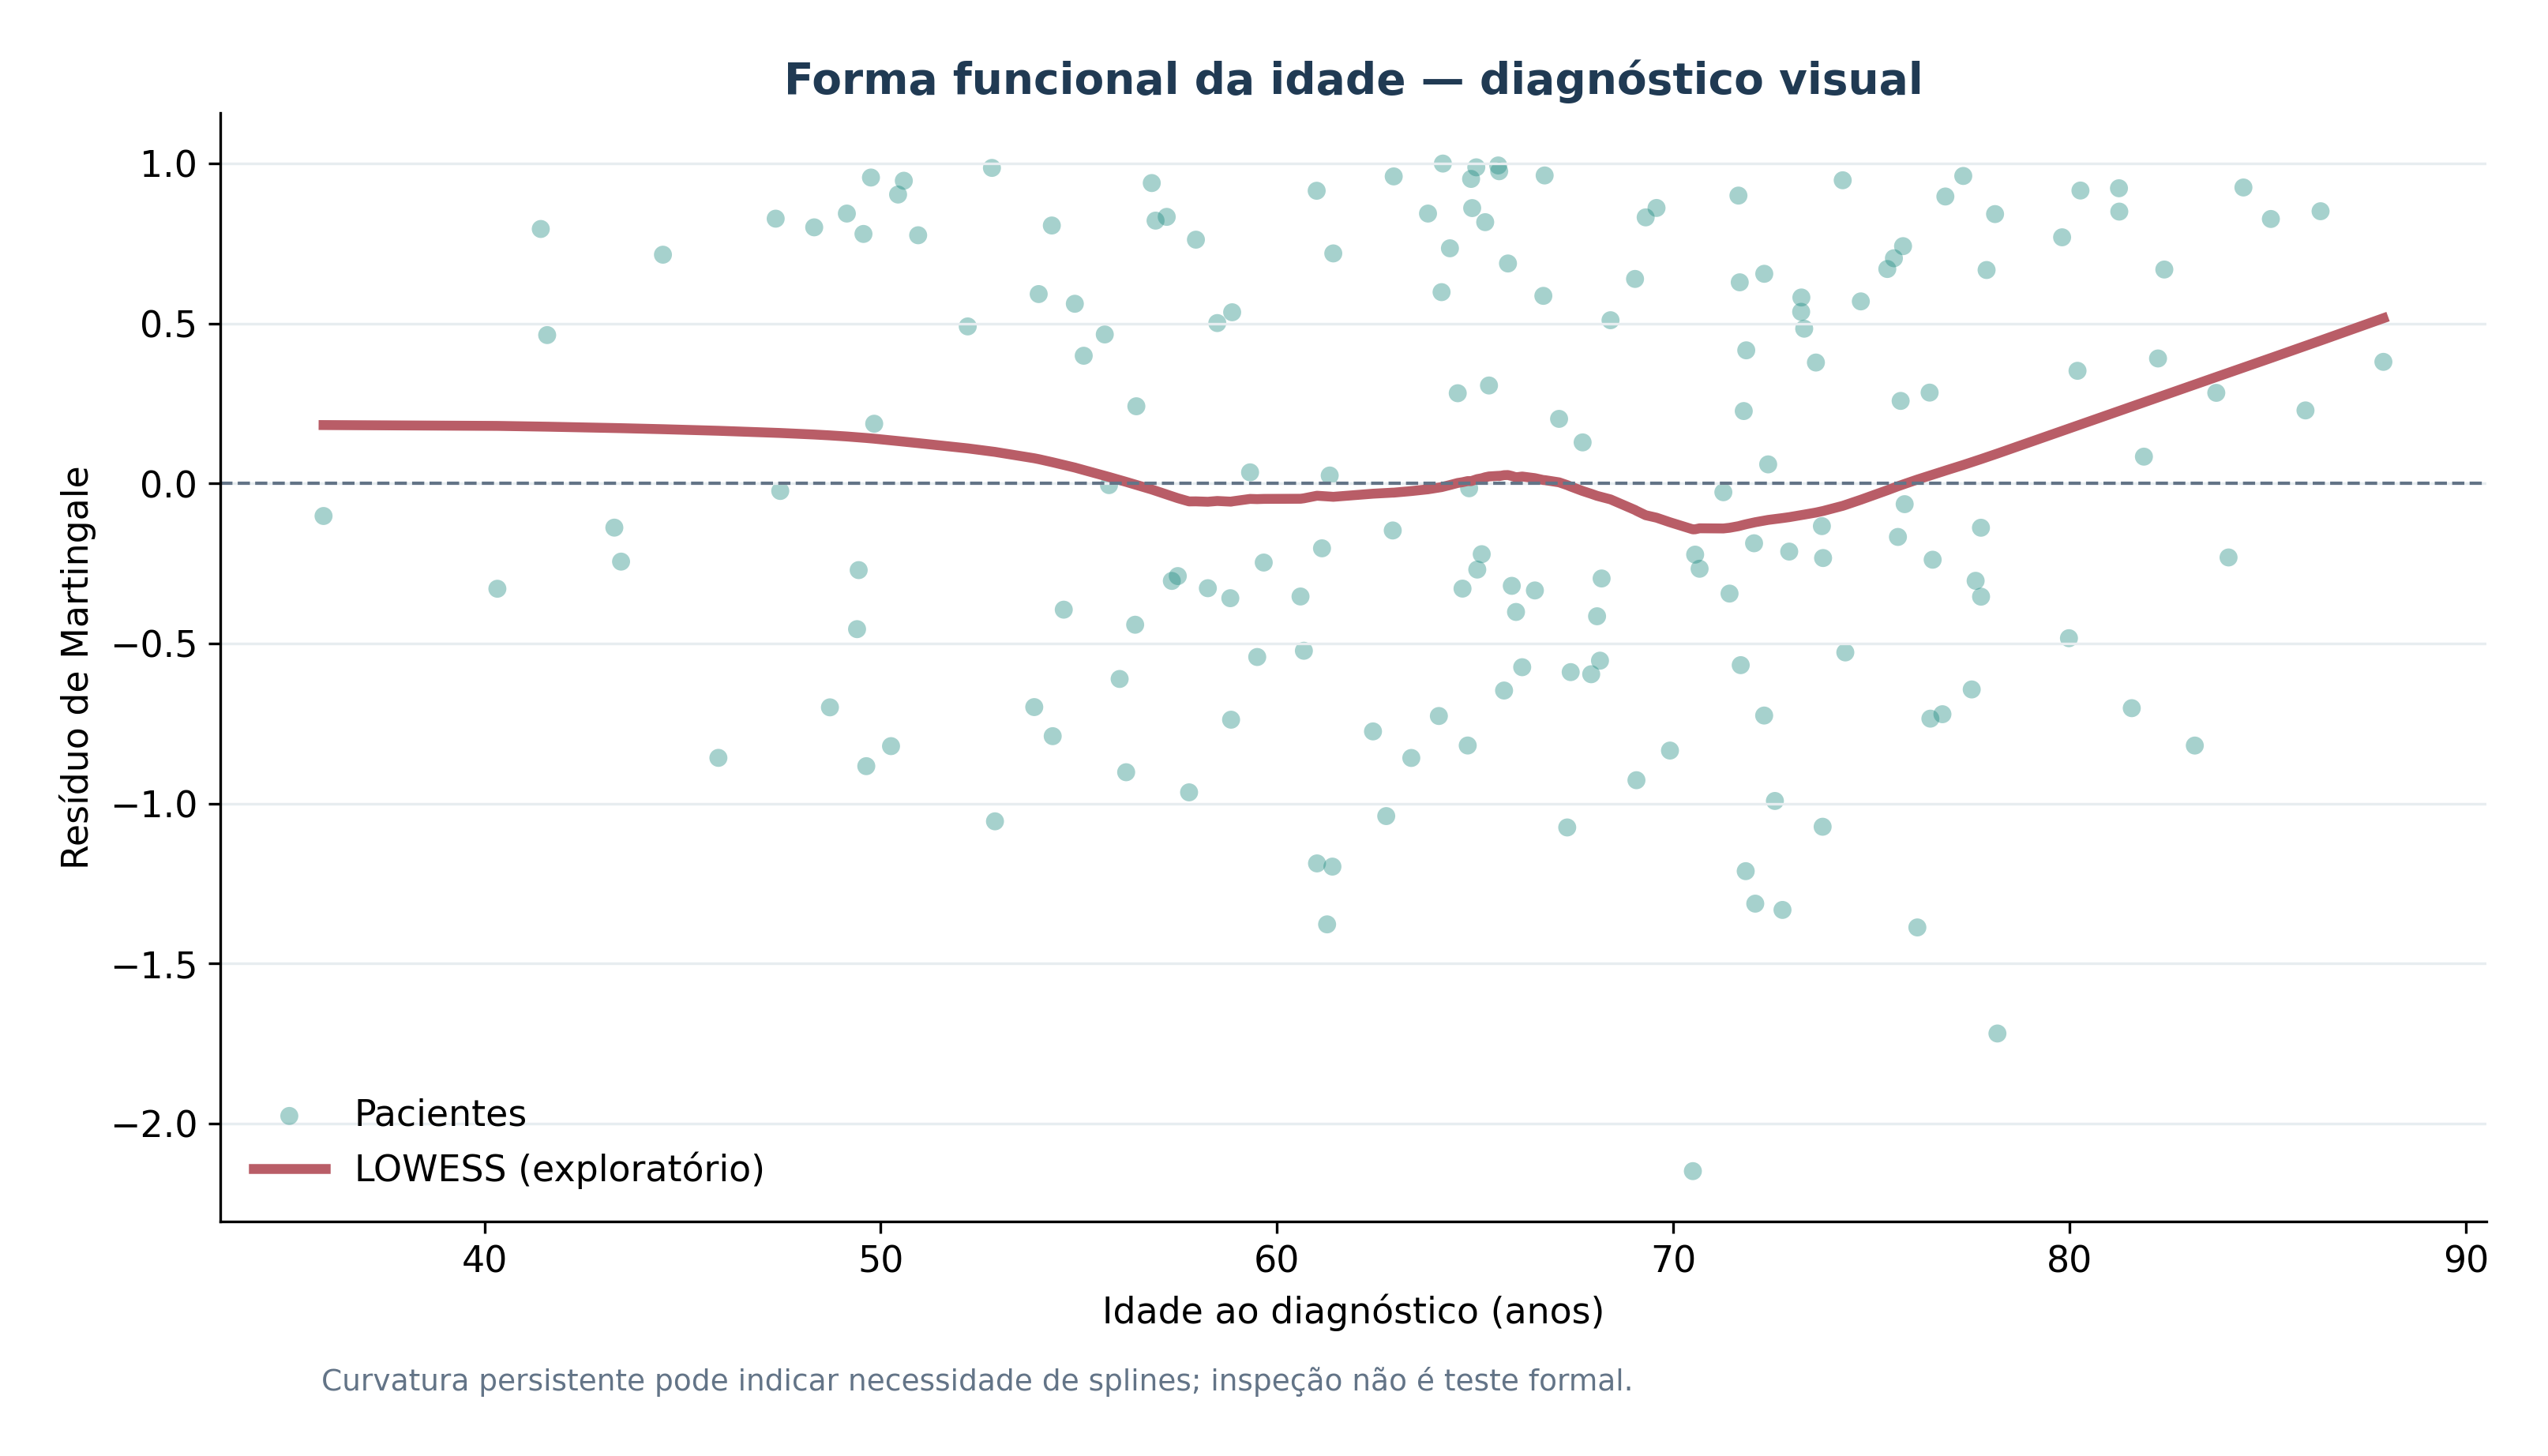 Forma funcional da idade — diagnóstico visual
1.0
0.5
0.0
−0.5
−1.0
−1.5
−2.0
Resíduo de Martingale
Pacientes
LOWESS (exploratório)
40 50 60 70 80 90
Idade ao diagnóstico (anos)
Curvatura persistente pode indicar necessidade de splines; inspeção não é teste formal.